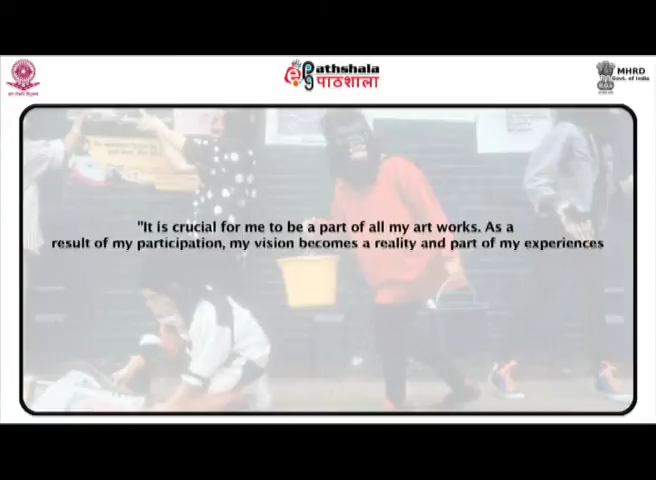 Pathshala
पाठशाला
MHRD
Govt. of India
"It is crucial for me to be a part of all my art works. As a
result of my participation, my vision becomes a reality and part of my experiences